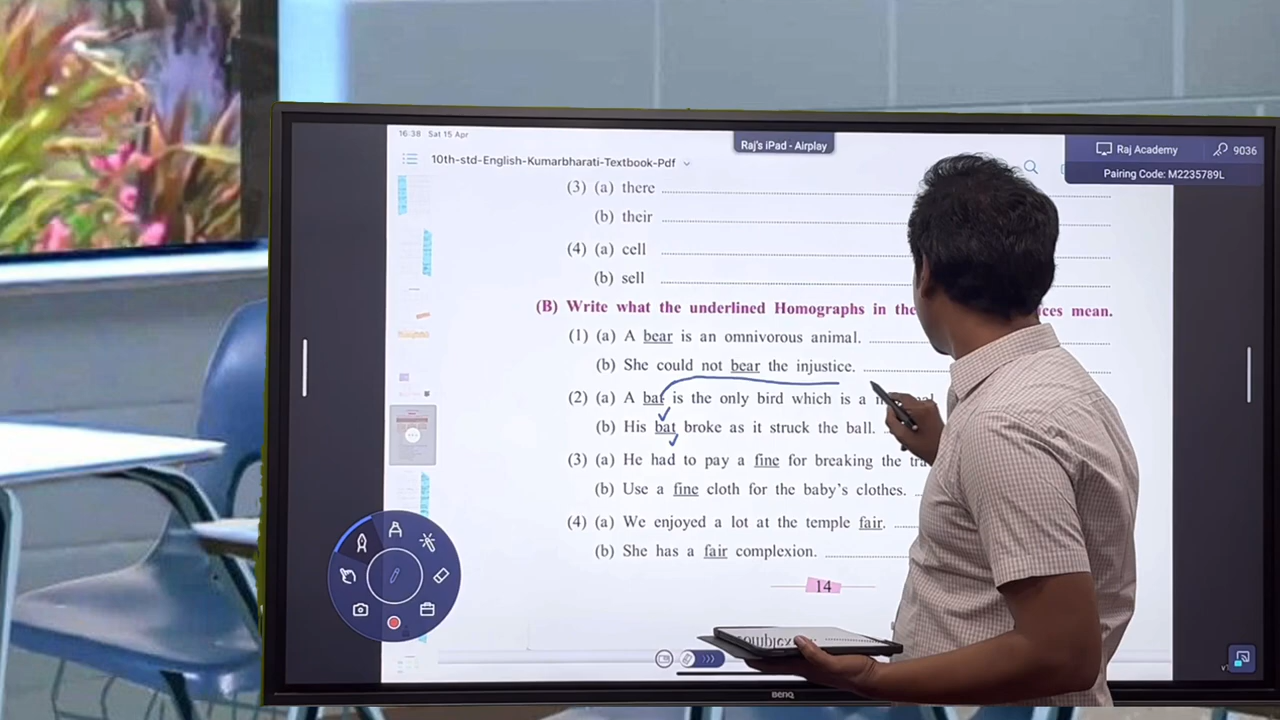 16:38 Sat 15 Apr
Raj's iPad - Airplay
Raj Academy
9036
Pairing Code: M2235789L
10th-std-English-Kumarbharati-Textbook-Pdf
(3) (a) there
(b) their
(4) (a) cell
(b) sell
(B) Write what the underlined Homographs in the mean.
(1) (a) A bear is an omnivorous animal.
(b) She could not bear the injustice.
(2) (a) A bat is the only bird which is a
(b) His bat broke as it struck the ball.
(3) (a) He had to pay a fine for breaking the
(b) Use a fine cloth for the baby's clothes.
(4) (a) We enjoyed a lot at the temple fair.
(b) She has a fair complexion.
14
BenQ